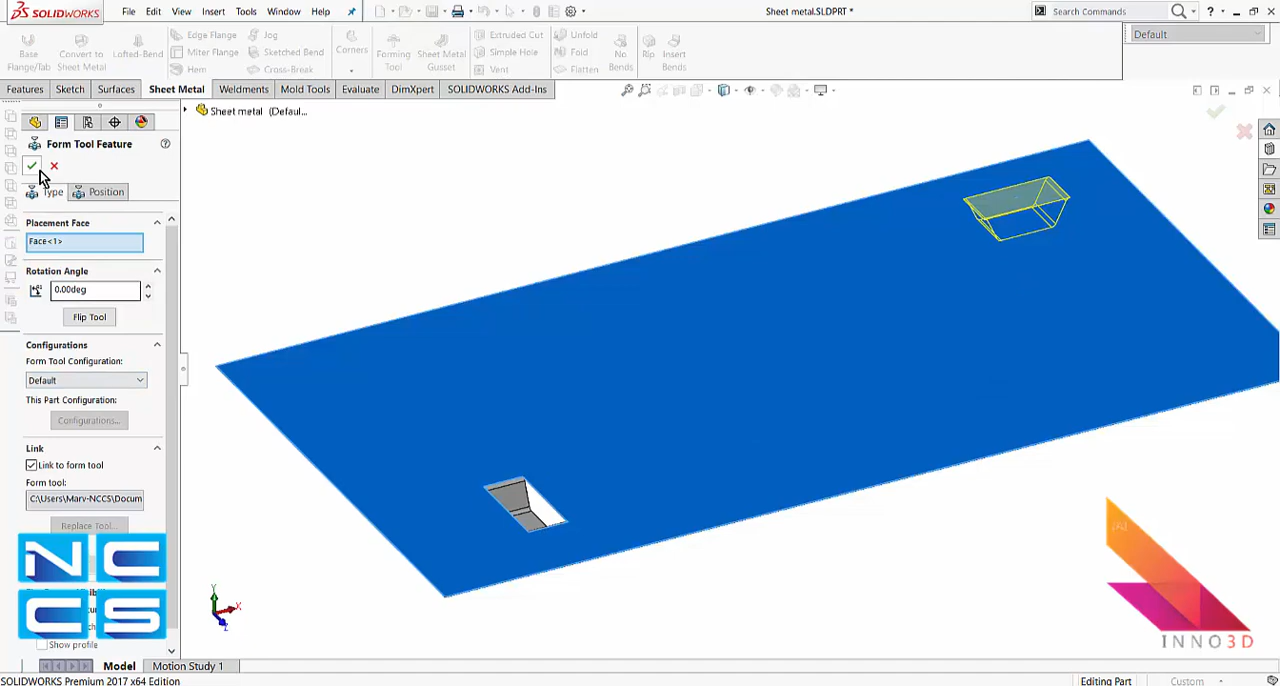 SOLIDWORKS File Edit View Insert Tools Window Help Sheet metal.SLDPRT * Search Commands
Base Flange/Tab
Convert to Sheet Metal
Lofted-Bend
Edge Flange
Miter Flange
Hem
Jog
Sketched Bend
Cross-Break
Corners
Forming Tool
Sheet Metal Gusset
Extruded Cut
Simple Hole
Vent
Unfold
Fold
Flatten
No Bends
Rip
Insert Bends
Default
Features Sketch Surfaces Sheet Metal Weldments Mold Tools Evaluate DimXpert SOLIDWORKS Add-Ins
Sheet metal (Defaul...
Form Tool Feature
Type Position
Placement Face
Face<1>
Rotation Angle
0.00deg
Flip Tool
Configurations
Form Tool Configuration:
Default
This Part Configuration:
Configurations...
Link
Link to form tool
Form tool:
C:\Users\Marv-NCCS\Docum
Replace Tool...
NC
CS
Show profile
INNO3D
Y
X
Z
Model Motion Study 1
SOLIDWORKS Premium 2017 x64 Edition Editing Part Custom